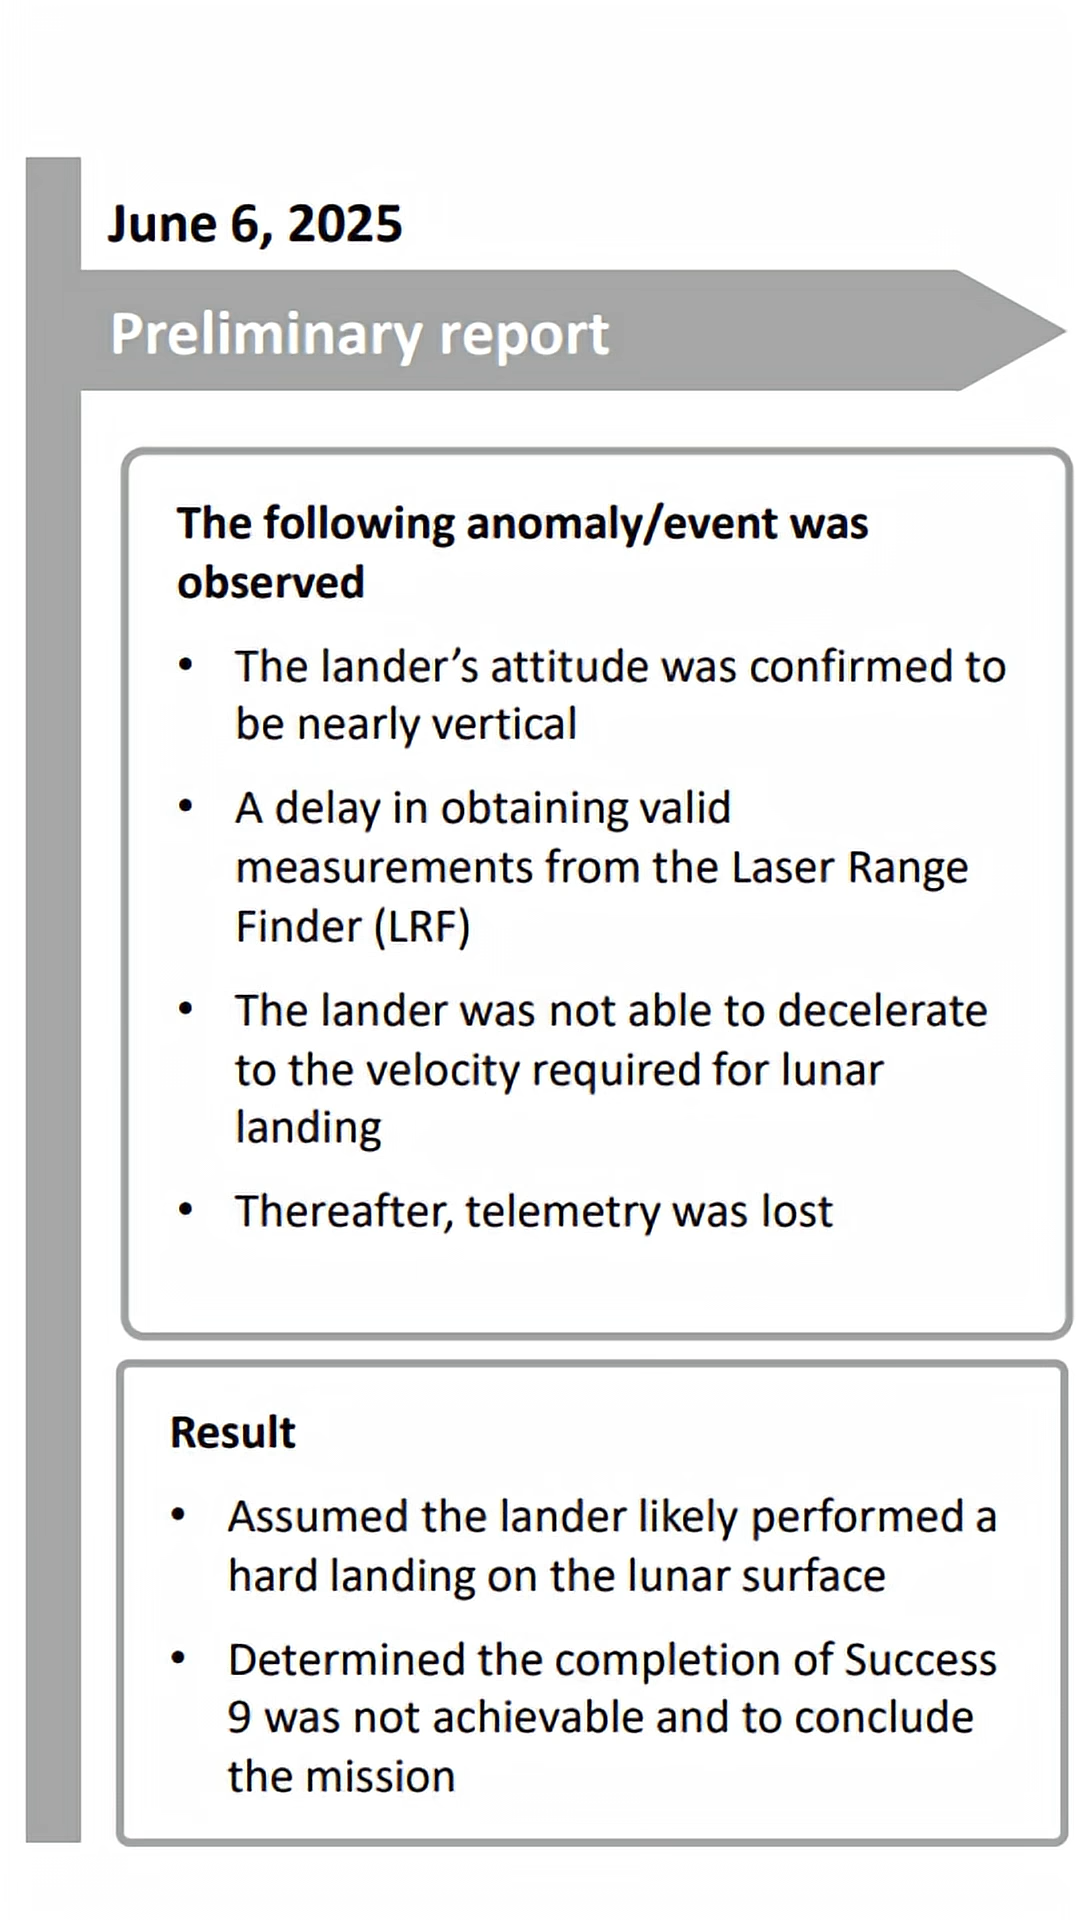 June 6, 2025
Preliminary report
The following anomaly/event was
observed
• The lander’s attitude was confirmed to
be nearly vertical
• A delay in obtaining valid
measurements from the Laser Range
Finder (LRF)
• The lander was not able to decelerate
to the velocity required for lunar
landing
• Thereafter, telemetry was lost
Result
• Assumed the lander likely performed a
hard landing on the lunar surface
• Determined the completion of Success
9 was not achievable and to conclude
the mission